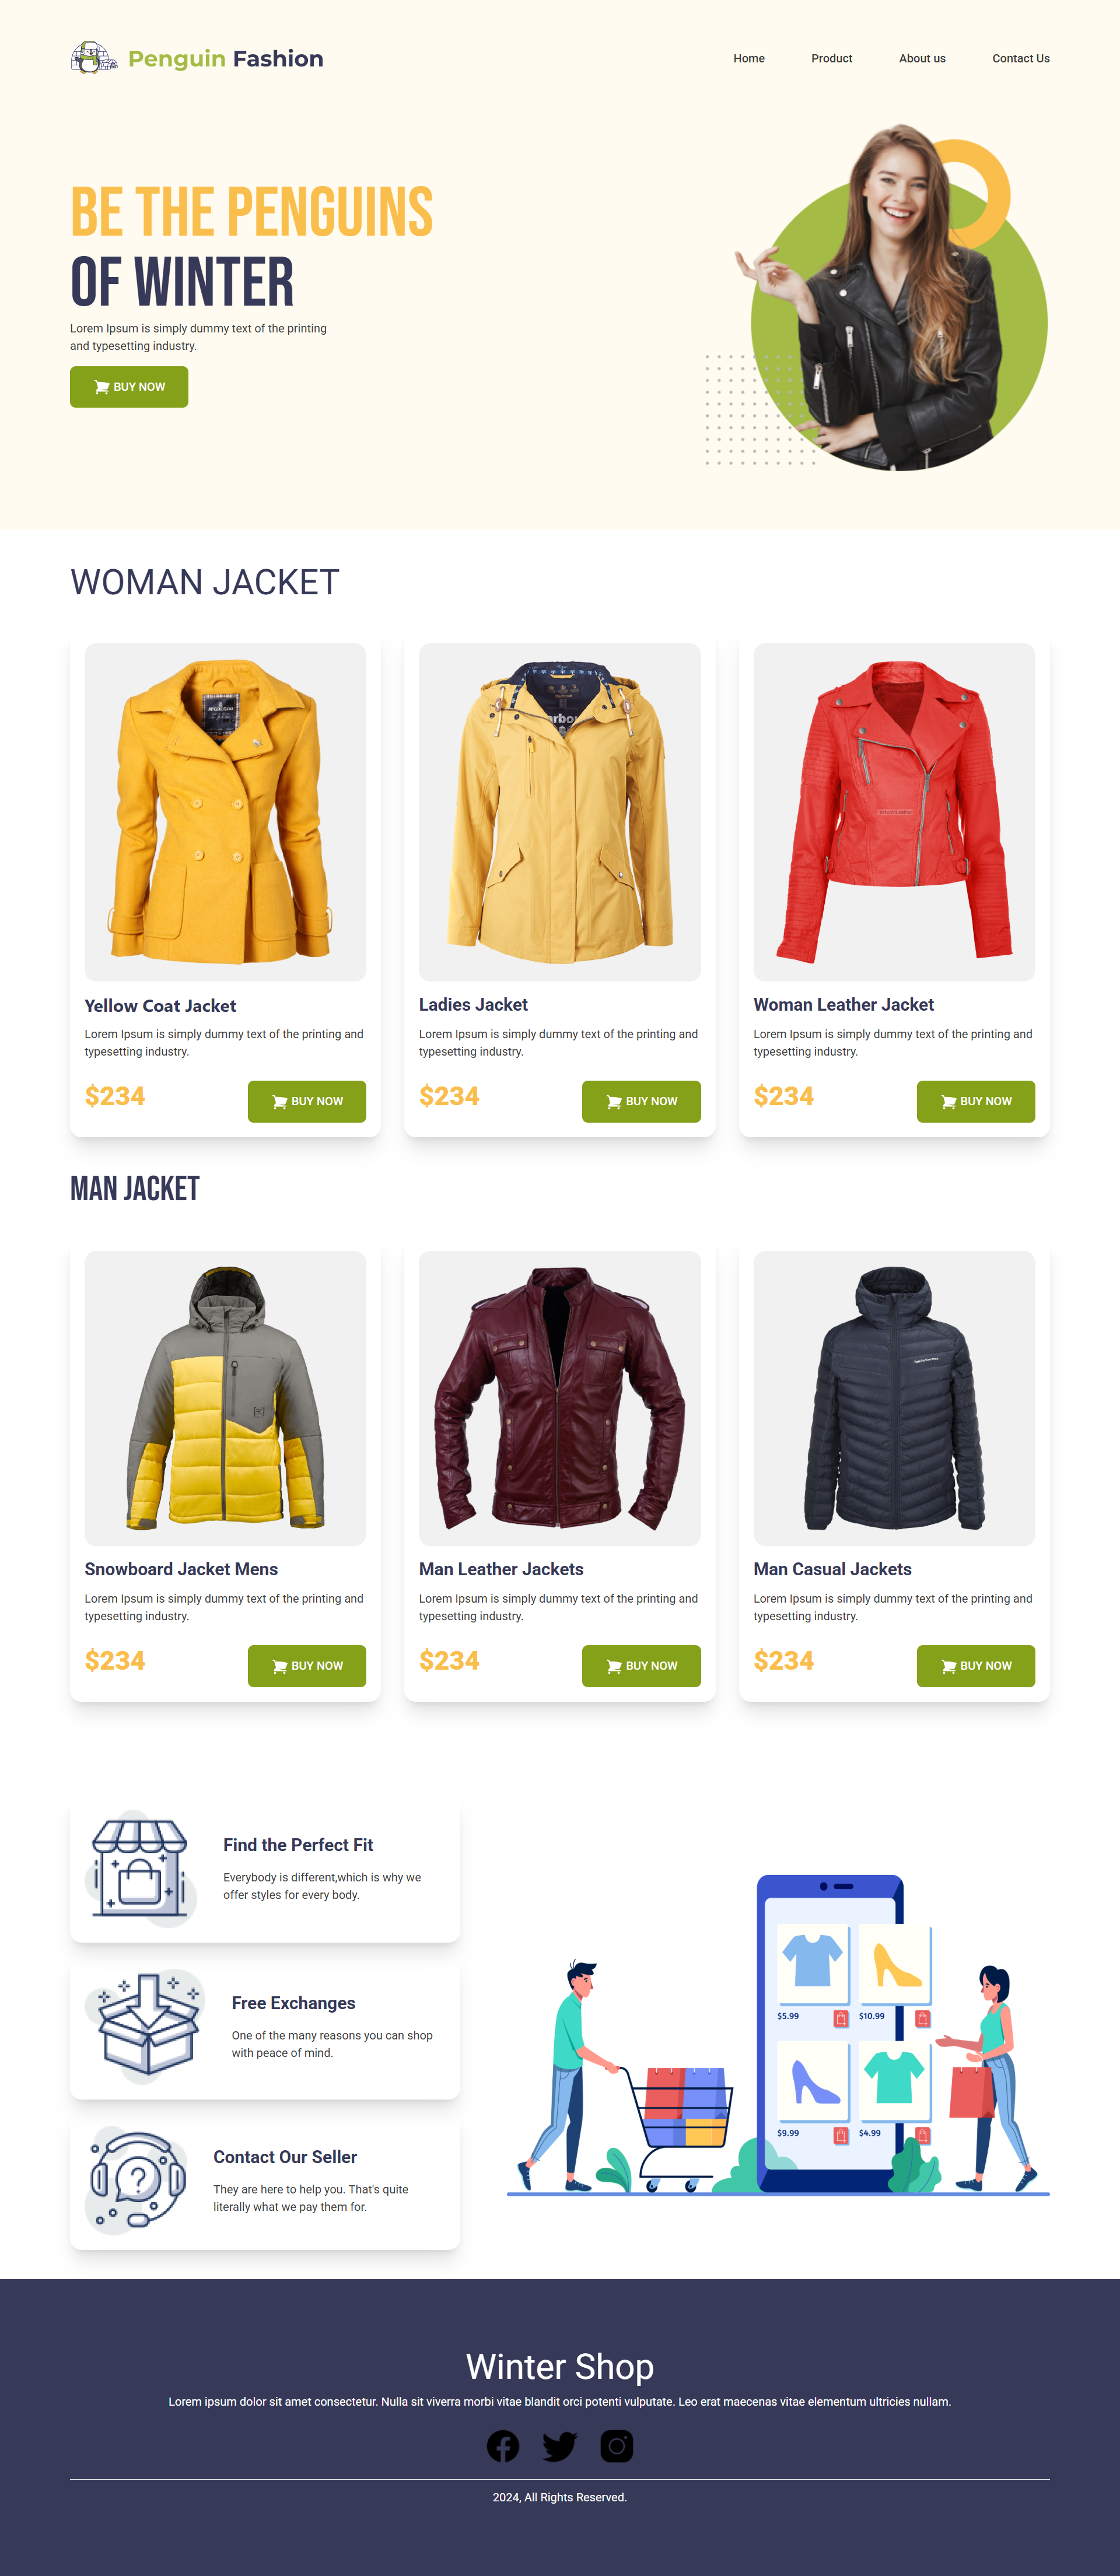 Penguin Fashion
Home
Product
About us
Contact Us
BE THE PENGUINS
OF WINTER
Lorem Ipsum is simply dummy text of the printing
and typesetting industry.
BUY NOW
WOMAN JACKET
Yellow Coat Jacket
Lorem Ipsum is simply dummy text of the printing and
typesetting industry.
$234
BUY NOW
Ladies Jacket
Lorem Ipsum is simply dummy text of the printing and
typesetting industry.
$234
BUY NOW
Woman Leather Jacket
Lorem Ipsum is simply dummy text of the printing and
typesetting industry.
$234
BUY NOW
MAN JACKET
Snowboard Jacket Mens
Lorem Ipsum is simply dummy text of the printing and
typesetting industry.
$234
BUY NOW
Man Leather Jackets
Lorem Ipsum is simply dummy text of the printing and
typesetting industry.
$234
BUY NOW
Man Casual Jackets
Lorem Ipsum is simply dummy text of the printing and
typesetting industry.
$234
BUY NOW
Find the Perfect Fit
Everybody is different,which is why we
offer styles for every body.
Free Exchanges
One of the many reasons you can shop
with peace of mind.
Contact Our Seller
They are here to help you. That's quite
literally what we pay them for.
$5.99
$10.99
$9.99
$4.99
Winter Shop
Lorem ipsum dolor sit amet consectetur. Nulla sit viverra morbi vitae blandit orci potenti vulputate. Leo erat maecenas vitae elementum ultricies nullam.
2024, All Rights Reserved.